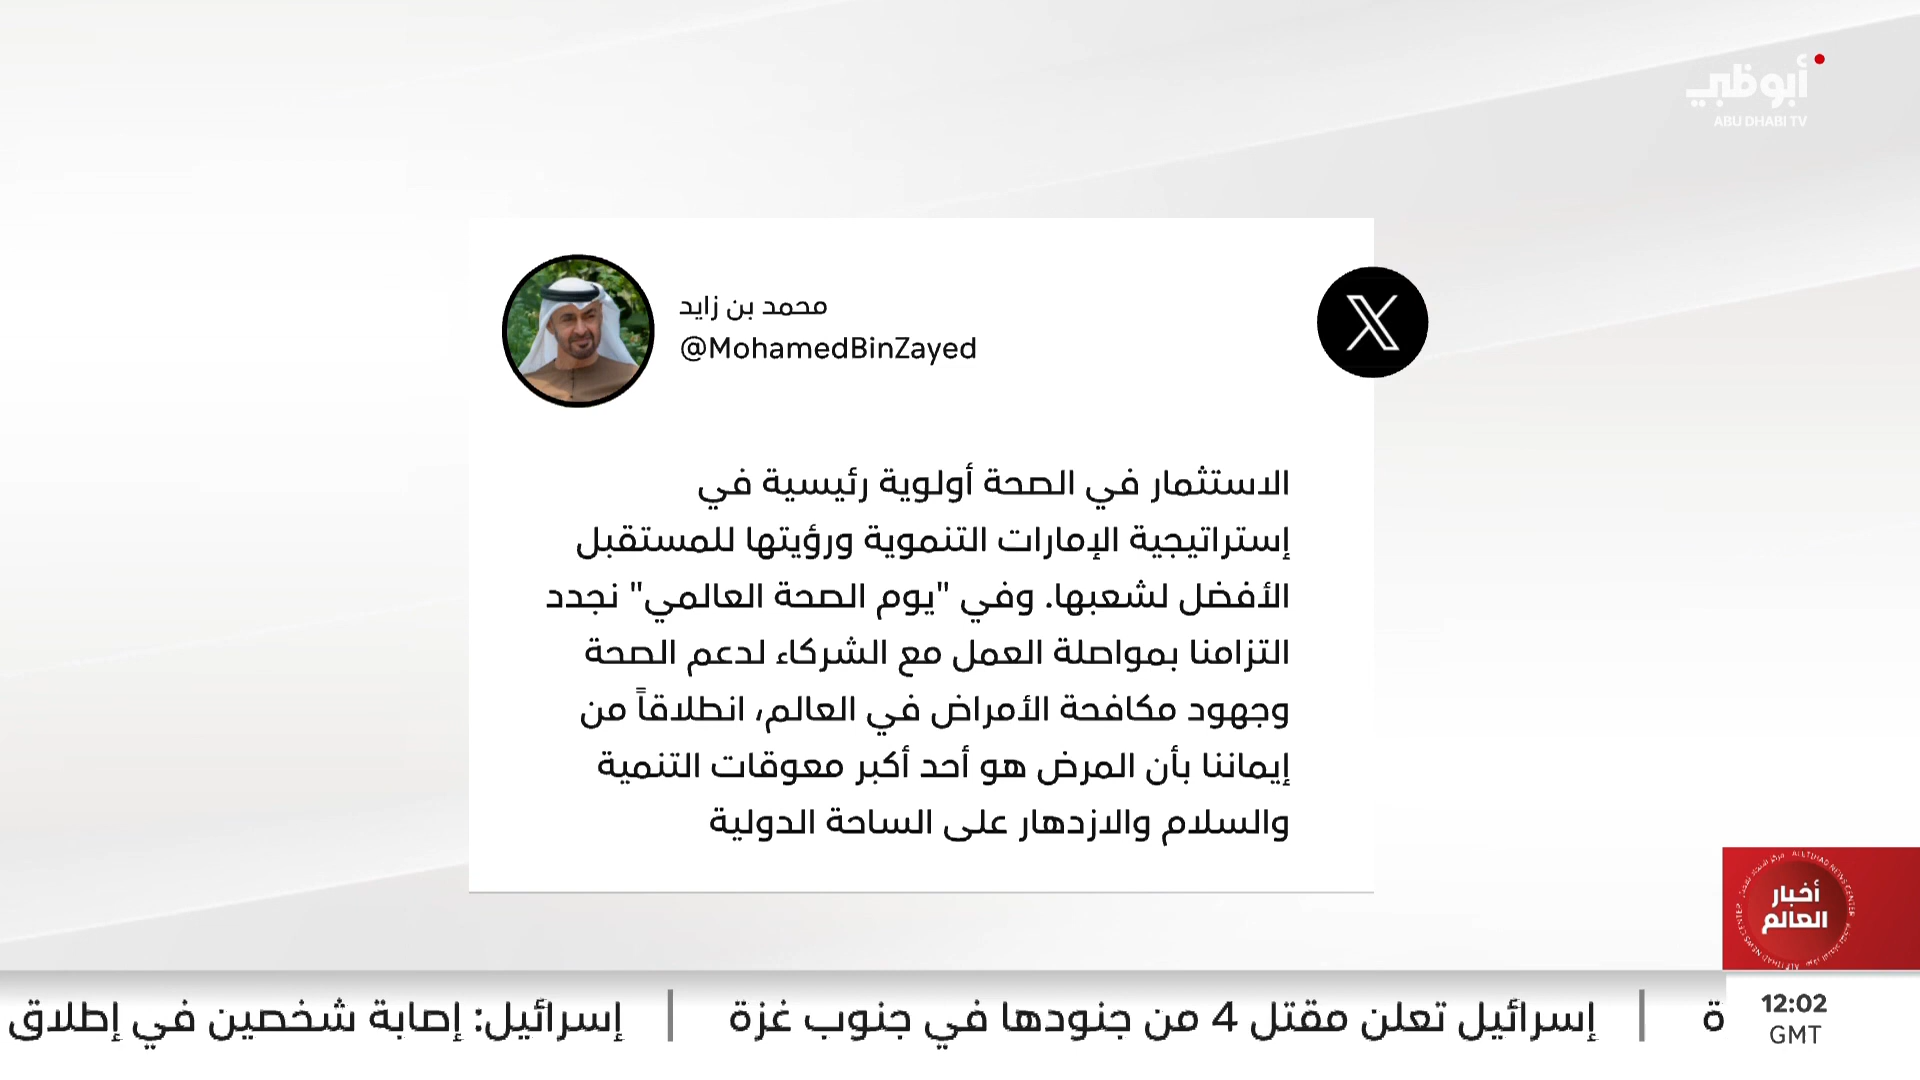 أبوظبي
ABU DHABI TV
محمد بن زايد
@MohamedBinZayed
الاستثمار في الصحة أولوية رئيسية في
إستراتيجية الإمارات التنموية ورؤيتها للمستقبل
الأفضل لشعبها. وفي "يوم الصحة العالمي" نجدد
التزامنا بمواصلة العمل مع الشركاء لدعم الصحة
وجهود مكافحة الأمراض في العالم، انطلاقاً من
إيماننا بأن المرض هو أحد أكبر معوقات التنمية
والسلام والازدهار على الساحة الدولية
أخبار
العالم
12:02
GMT
ة | إسرائيل تعلن مقتل 4 من جنودها في جنوب غزة | إسرائيل: إصابة شخصين في إطلاق